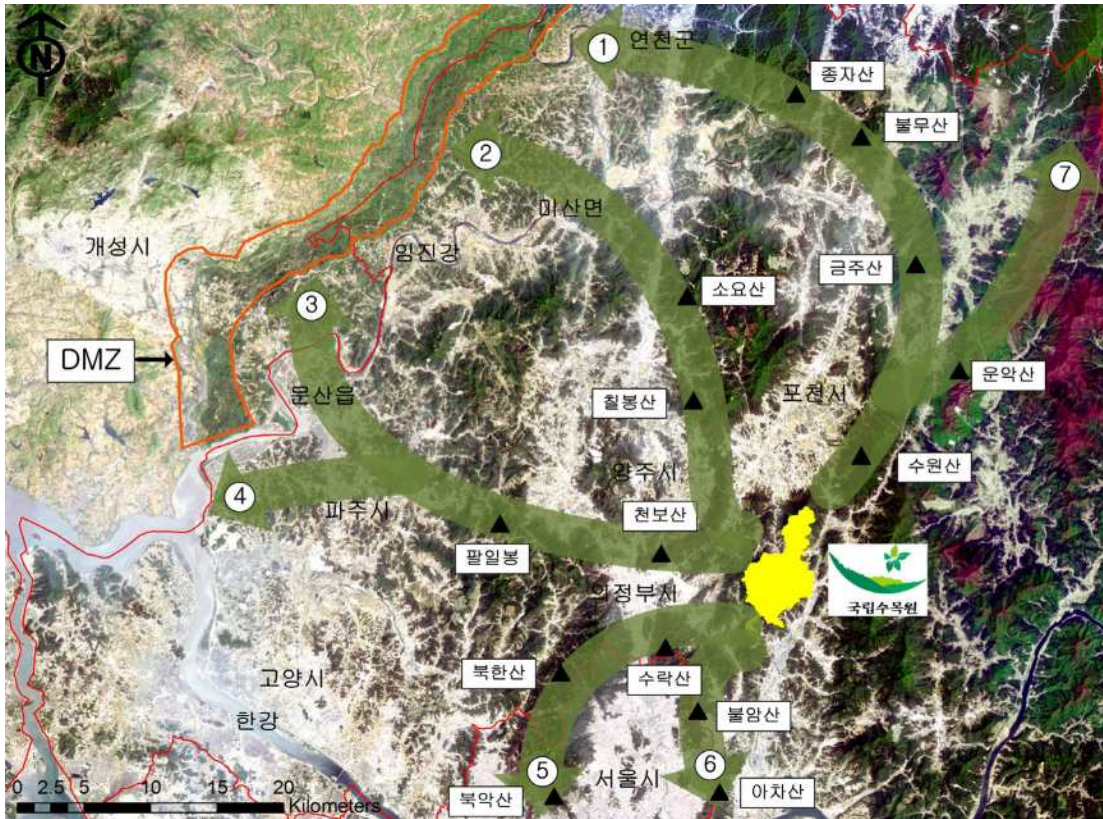 N
1
연천군
종자산
불무산
2
7
미산면
개성시
임진강
금주산
3
소요산
DMZ
운악산
문산읍
칠봉산
포천시
수원산
4
양주시
파주시
천보산
팔일봉
의정부시
국립수목원
고양시
북한산
수락산
한강
불암산
5
서울시
6
북악산
아차산
0 2.5 5 10 15 20
Kilometers